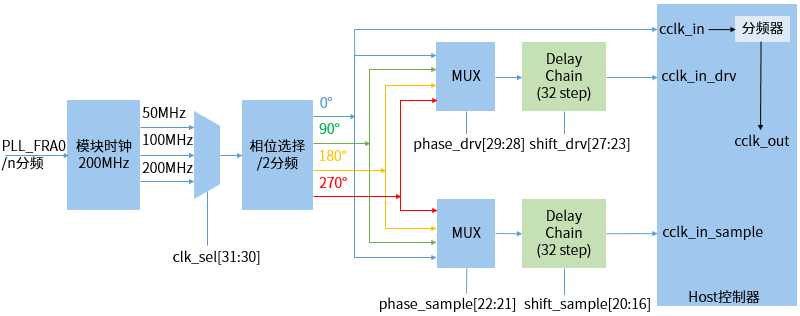 PLL_FRA0
/n分频
模块时钟
200MHz
50MHz
100MHz
200MHz
clk_sel[31:30]
相位选择
/2分频
0°
90°
180°
270°
MUX
phase_drv[29:28]
Delay
Chain
(32 step)
shift_drv[27:23]
MUX
phase_sample[22:21]
Delay
Chain
(32 step)
shift_sample[20:16]
cclk_in
分频器
cclk_in_drv
cclk_out
cclk_in_sample
Host控制器